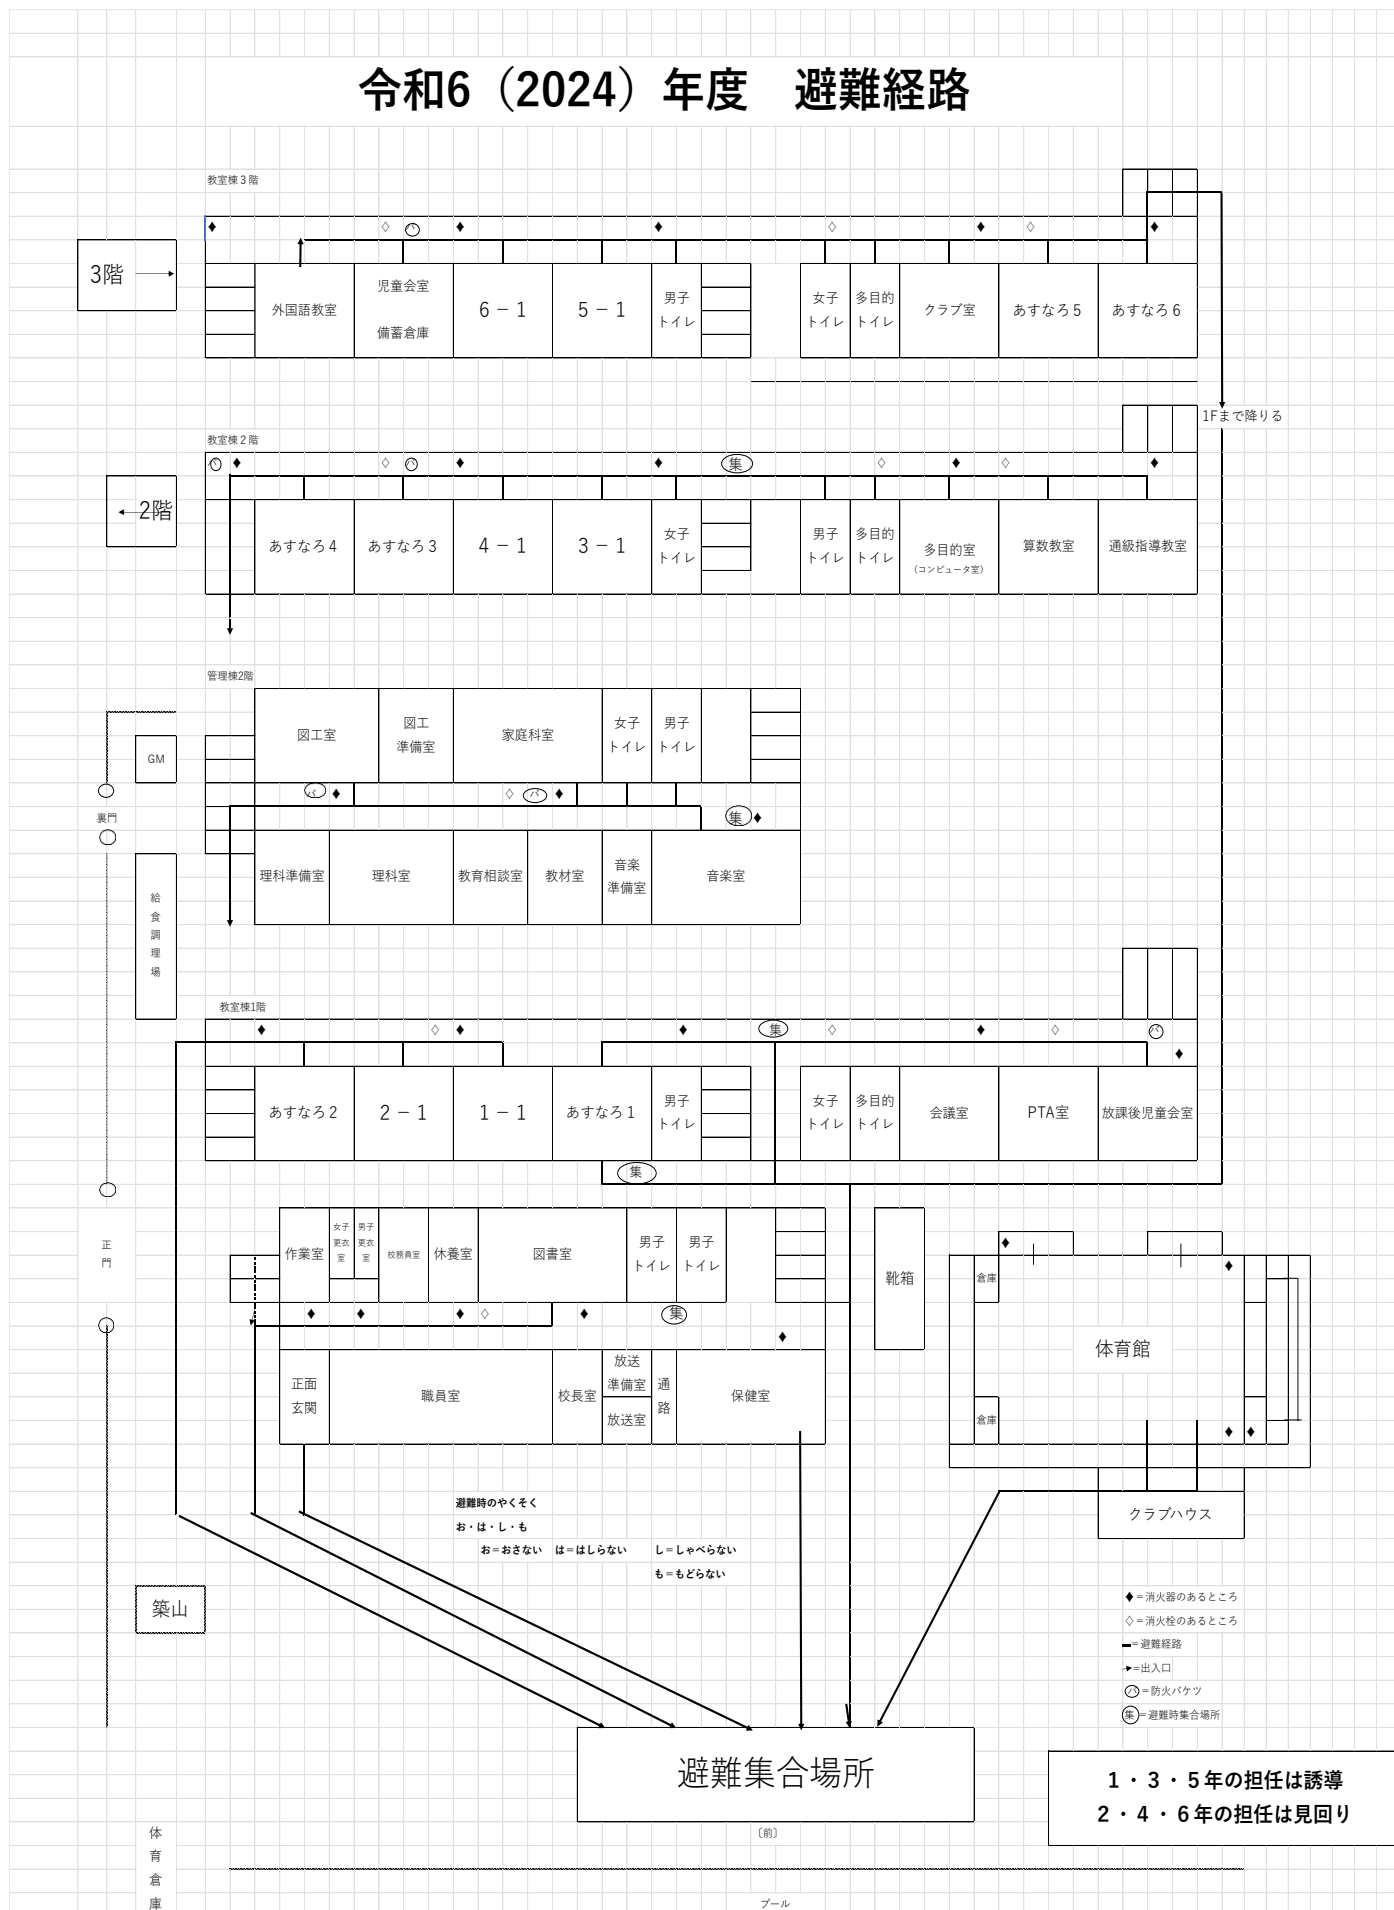 令和6（2024）年度　避難経路
教室棟３階
♦ ♢ バ ♦ ♦ ♢ ♦ ♢ ♦
3階
外国語教室
児童会室
備蓄倉庫
６－１
５－１
男子
トイレ
女子
トイレ
多目的
トイレ
クラブ室
あすなろ５
あすなろ６
1Fまで降りる
教室棟２階
バ ♦ ♢ バ ♦ ♦ 集 ♢ ♦ ♢ ♦
2階
あすなろ４
あすなろ３
４－１
３－１
女子
トイレ
男子
トイレ
多目的
トイレ
多目的室
（コンピュータ室）
算数教室
通級指導教室
管理棟2階
図工室
図工
準備室
家庭科室
女子
トイレ
男子
トイレ
GM
バ ♦ ♢ バ ♦
集 ♦
裏門
理科準備室
理科室
教育相談室
教材室
音楽
準備室
音楽室
給
食
調
理
場
教室棟1階
♦ ♢ ♦ ♦ 集 ♢ ♦ ♢ バ
♦
あすなろ２
２－１
１－１
あすなろ１
男子
トイレ
女子
トイレ
多目的
トイレ
会議室
PTA室
放課後児童会室
集
正
門
作業室
女子
更衣
室
男子
更衣
室
校務員室
休養室
図書室
男子
トイレ
男子
トイレ
靴箱
♦ ♦ ♦ ♢ ♦ 集
♦
正面
玄関
職員室
校長室
放送
準備室
放送室
通
路
保健室
♦
♦
倉庫
体育館
倉庫
♦ ♦
クラブハウス
避難時のやくそく
お・は・し・も
お＝おさない　は＝はしらない　し＝しゃべらない
も＝もどらない
築山
♦＝消火器のあるところ
♢＝消火栓のあるところ
＝避難経路
＝出入口
バ＝防火バケツ
集＝避難時集合場所
避難集合場所
〔前〕
１・３・５年の担任は誘導
２・４・６年の担任は見回り
体
育
倉
庫
プール